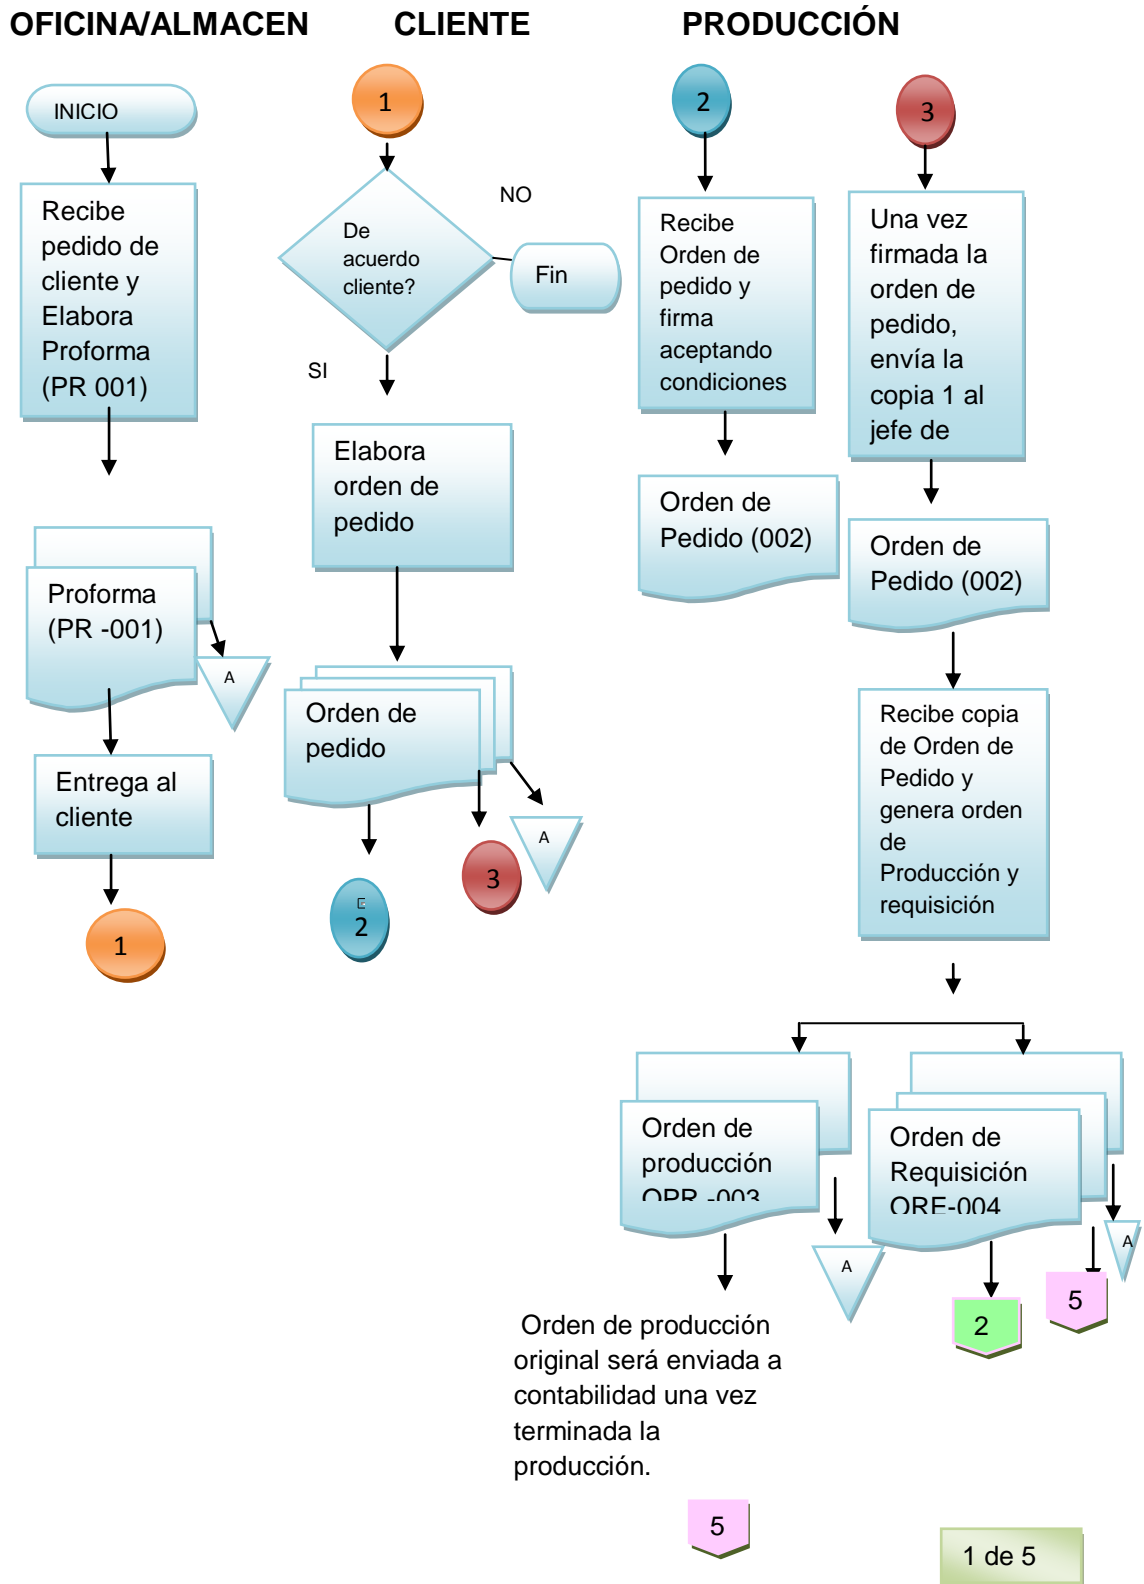 OFICINA/ALMACEN CLIENTE PRODUCCIÓN
INICIO
Recibe
pedido de
cliente y
Elabora
Proforma
(PR 001)
Proforma
(PR -001)
A
Entrega al
cliente
1
1
De
acuerdo
cliente?
NO
Fin
SI
Elabora
orden de
pedido
Orden de
pedido
A
3
2
2
Recibe
Orden de
pedido y
firma
aceptando
condiciones
Orden de
Pedido (002)
3
Una vez
firmada la
orden de
pedido,
envía la
copia 1 al
jefe de
Orden de
Pedido (002)
Recibe copia
de Orden de
Pedido y
genera orden
de
Producción y
requisición
Orden de
producción
OPR -003
A
Orden de
Requisición
ORE-004
A
5
2
Orden de producción
original será enviada a
contabilidad una vez
terminada la
producción.
5
1 de 5